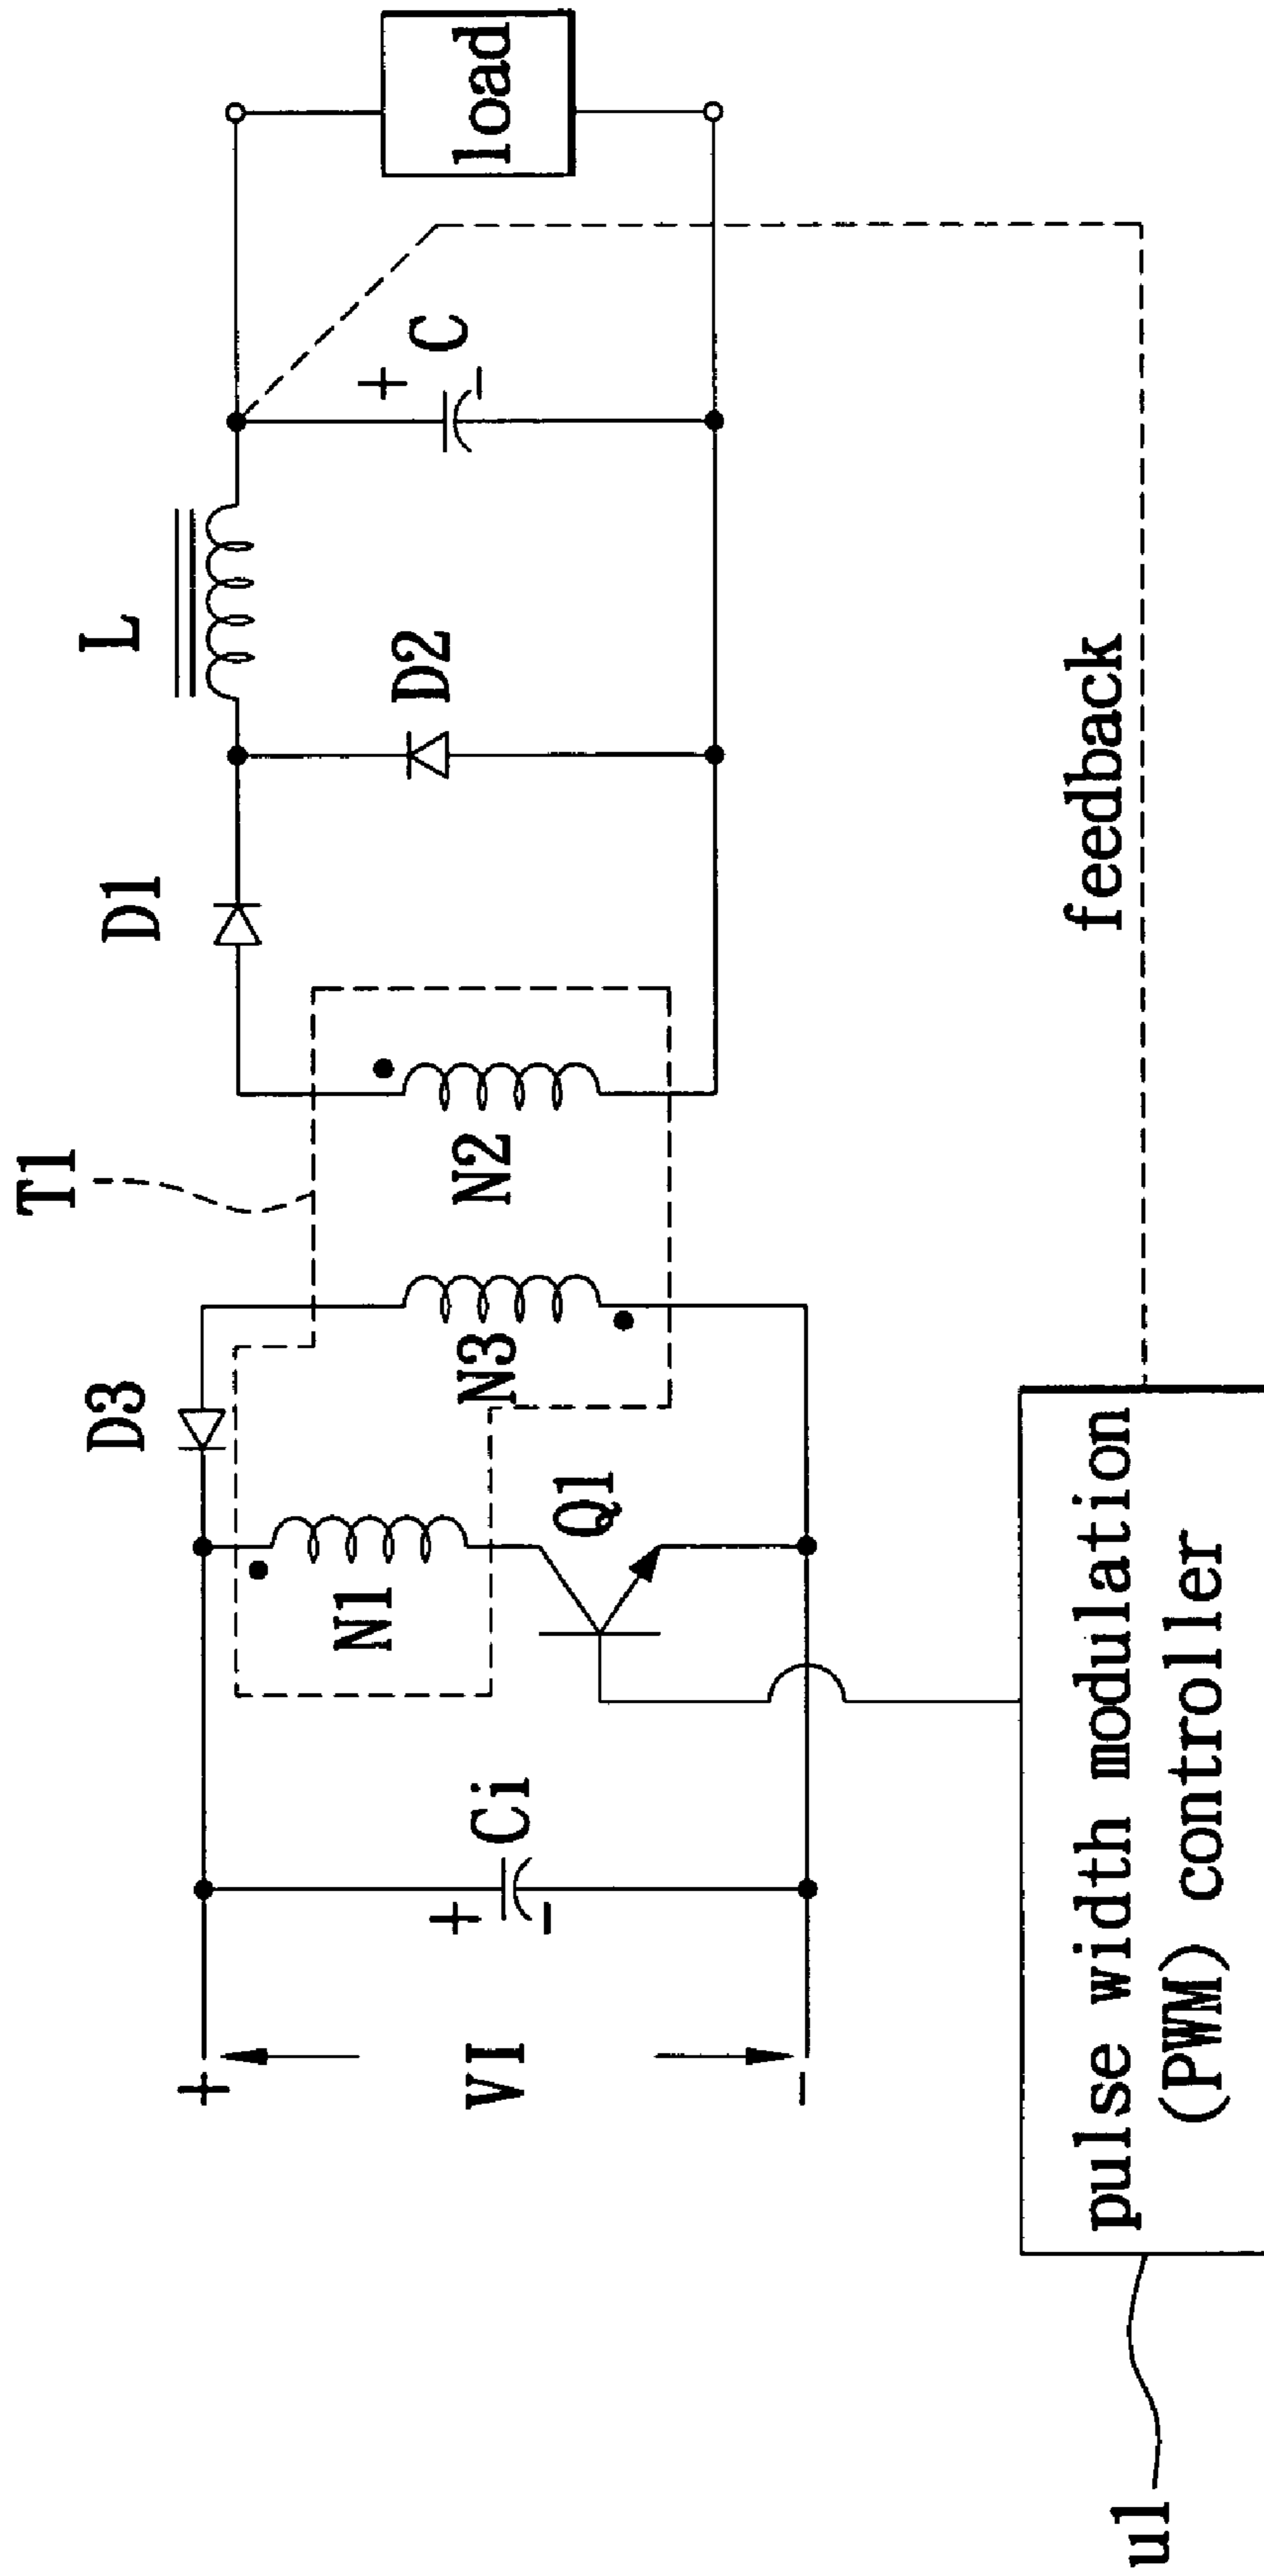 T1
D3
D1
L
N1
N3
N2
D2
+
C
-
load
Q1
+
Ci
-
+
VI
-
feedback
pulse width modulation
(PWM) controller
u1